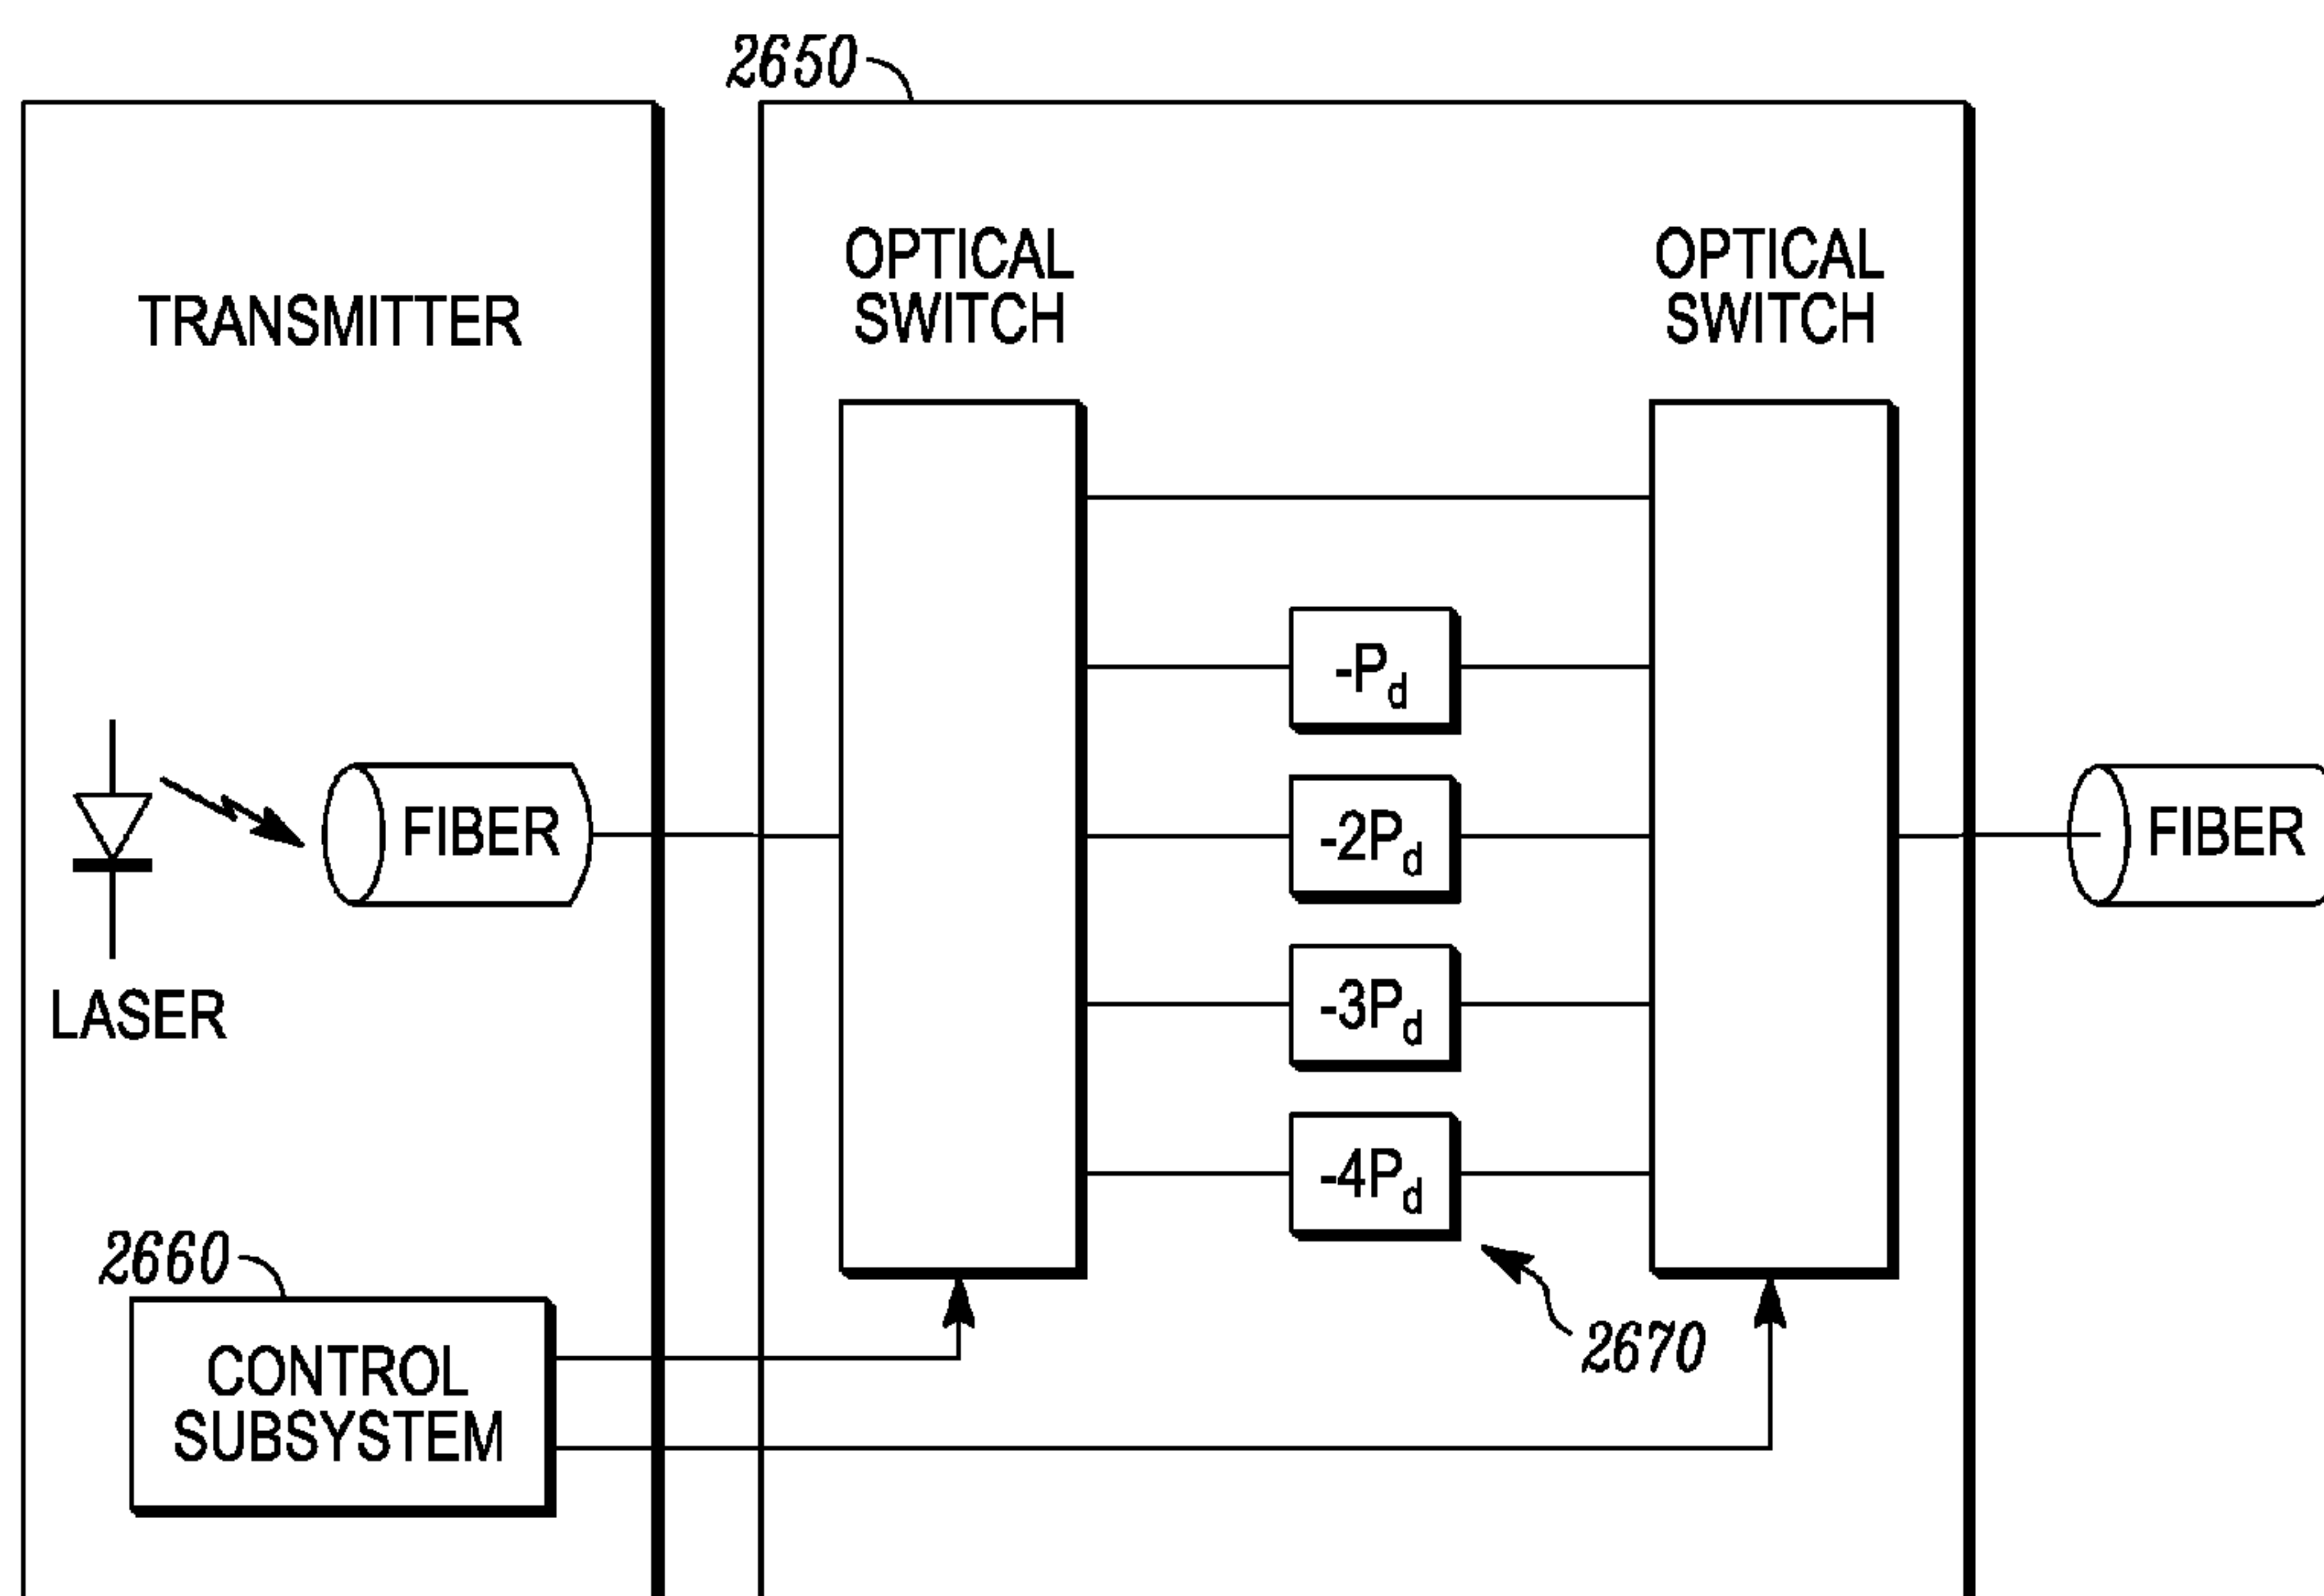 2650
TRANSMITTER
OPTICAL
SWITCH
OPTICAL
SWITCH
-Pd
-2Pd
-3Pd
-4Pd
FIBER
FIBER
LASER
2660
CONTROL
SUBSYSTEM
2670